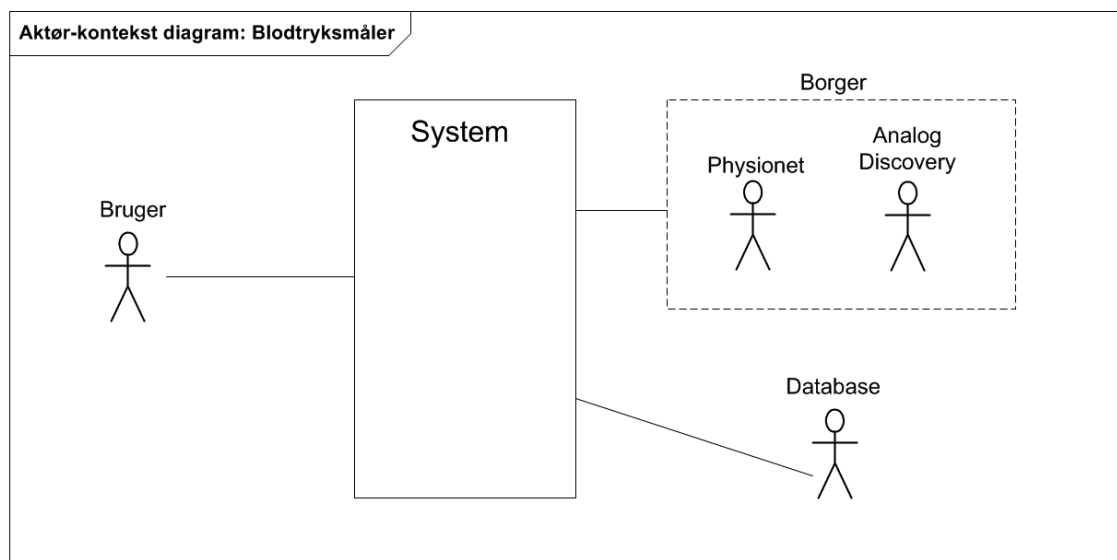 Aktør-kontekst diagram: Blodtryksmåler
System
Bruger
Borger
Physionet
Analog
Discovery
Database